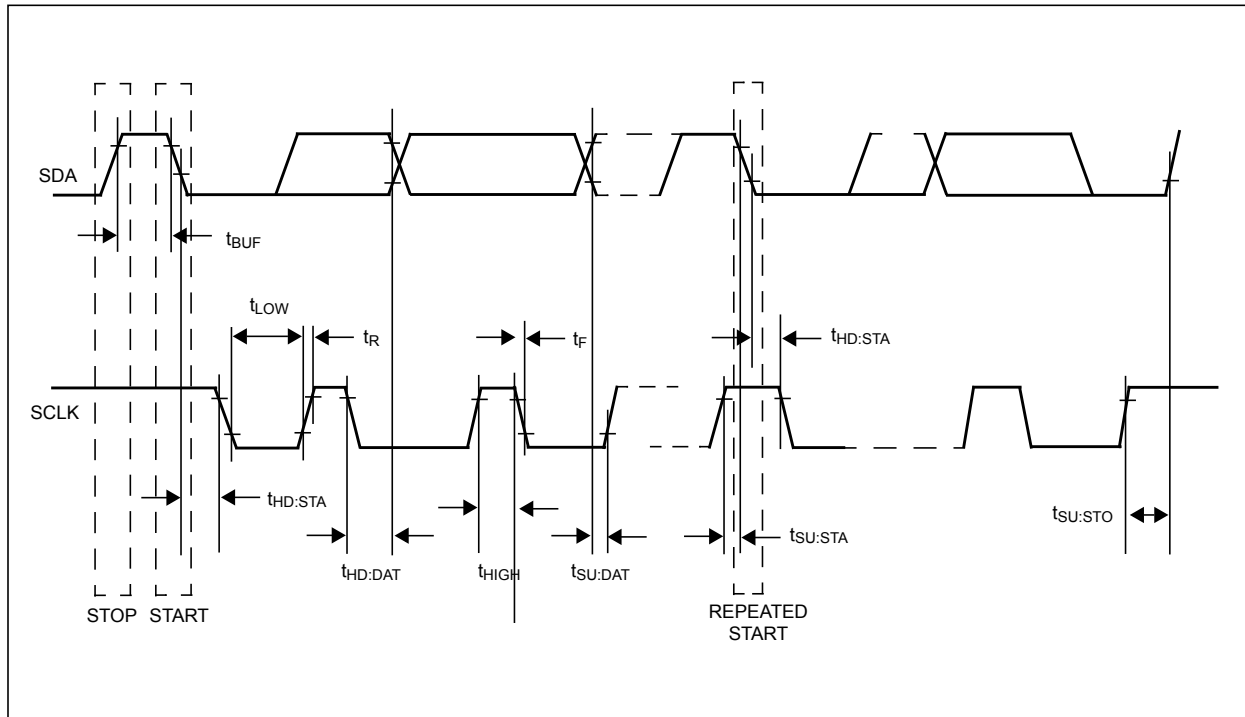 SDA
tBUF
tLOW
tR
tF
tHD:STA
SCLK
tHD:STA
tHD:DAT
tHIGH
tSU:DAT
tSU:STA
tSU:STO
STOP
START
REPEATED
START